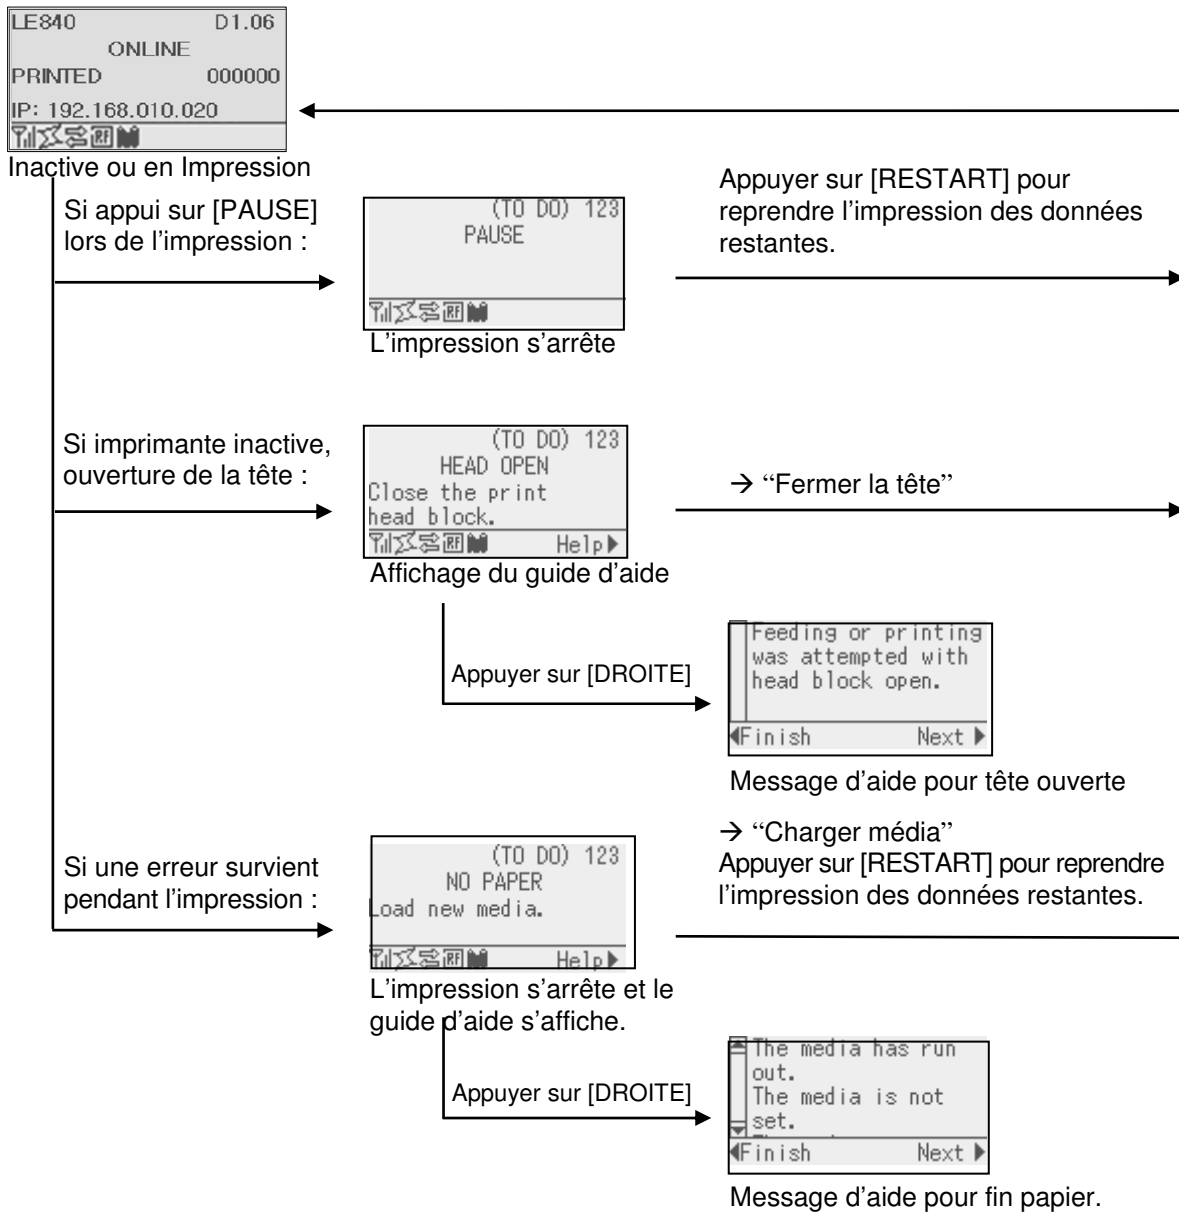 LE840 D1.06
ONLINE
PRINTED 000000
IP: 192.168.010.020
RF
Inactive ou en Impression
Si appui sur [PAUSE]
lors de l’impression :
(TO DO) 123
PAUSE
RF
L’impression s’arrête
Appuyer sur [RESTART] pour
reprendre l’impression des données
restantes.
Si imprimante inactive,
ouverture de la tête :
(TO DO) 123
HEAD OPEN
Close the print
head block.
RF Help
Affichage du guide d’aide
→ “Fermer la tête”
Appuyer sur [DROITE]
Feeding or printing
was attempted with
head block open.
Finish Next
Message d’aide pour tête ouverte
Si une erreur survient
pendant l’impression :
(TO DO) 123
NO PAPER
Load new media.
RF Help
L’impression s’arrête et le
guide d’aide s’affiche.
→ “Charger média”
Appuyer sur [RESTART] pour reprendre
l’impression des données restantes.
Appuyer sur [DROITE]
The media has run
out.
The media is not
set.
Finish Next
Message d’aide pour fin papier.